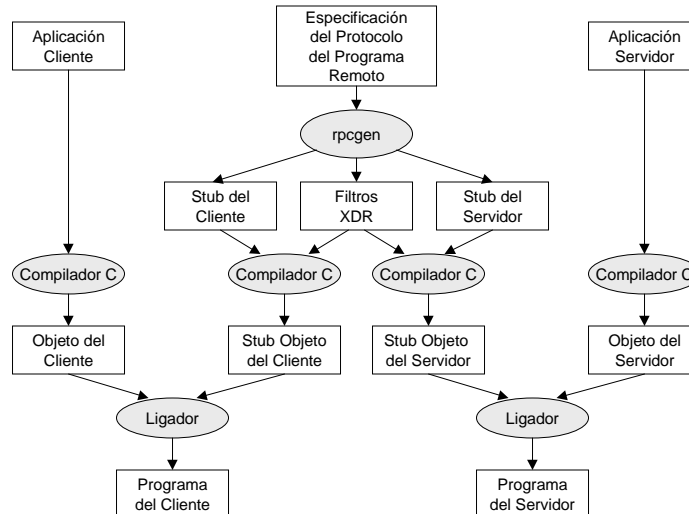 Aplicación
Cliente
Especificación
del Protocolo
del Programa
Remoto
Aplicación
Servidor
rpcgen
Stub del
Cliente
Filtros
XDR
Stub del
Servidor
Compilador C
Compilador C
Compilador C
Compilador C
Objeto del
Cliente
Stub Objeto
del Cliente
Stub Objeto
del Servidor
Objeto del
Servidor
Ligador
Ligador
Programa
del Cliente
Programa
del Servidor